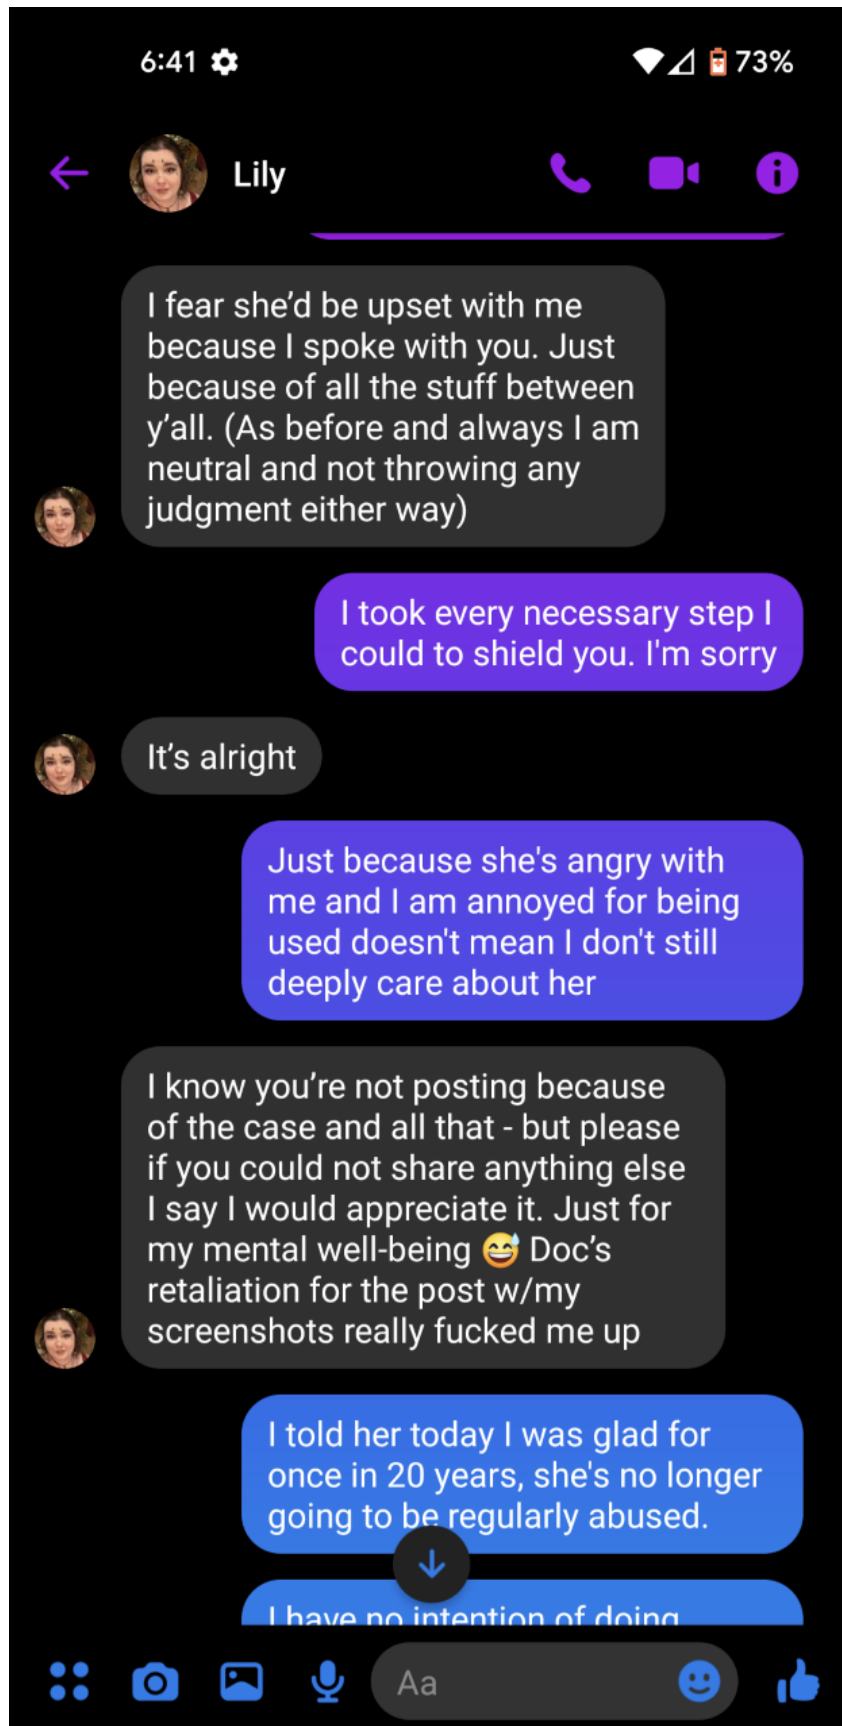 6:41
73%
Lily
I fear she'd be upset with me
because I spoke with you. Just
because of all the stuff between
y'all. (As before and always I am
neutral and not throwing any
judgment either way)
I took every necessary step I
could to shield you. I'm sorry
It's alright
Just because she's angry with
me and I am annoyed for being
used doesn't mean I don't still
deeply care about her
I know you're not posting because
of the case and all that - but please
if you could not share anything else
I say I would appreciate it. Just for
my mental well-being 😅 Doc's
retaliation for the post w/my
screenshots really fucked me up
I told her today I was glad for
once in 20 years, she's no longer
going to be regularly abused.
I have no intention of doing
Aa